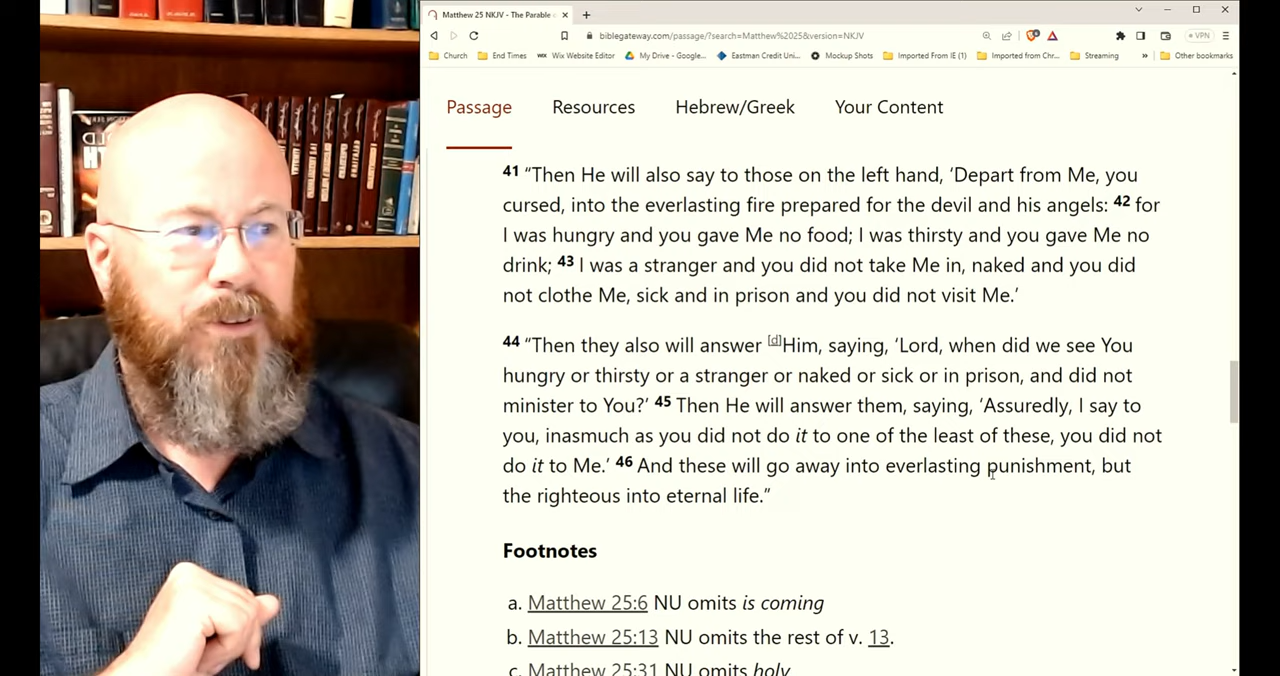 Matthew 25 NKJV - The Parable
biblegateway.com/passage/?search=Matthew%2025&version=NKJV
VPN
Church End Times Wix Website Editor My Drive - Google... Eastman Credit Uni... Mockup Shots Imported From IE (1) Imported from Chr... Streaming » Other bookmarks
Passage Resources Hebrew/Greek Your Content
41 “Then He will also say to those on the left hand, ‘Depart from Me, you
cursed, into the everlasting fire prepared for the devil and his angels: 42 for
I was hungry and you gave Me no food; I was thirsty and you gave Me no
drink; 43 I was a stranger and you did not take Me in, naked and you did
not clothe Me, sick and in prison and you did not visit Me.’
44 “Then they also will answer [d]Him, saying, ‘Lord, when did we see You
hungry or thirsty or a stranger or naked or sick or in prison, and did not
minister to You?’ 45 Then He will answer them, saying, ‘Assuredly, I say to
you, inasmuch as you did not do it to one of the least of these, you did not
do it to Me.’ 46 And these will go away into everlasting punishment, but
the righteous into eternal life.”
Footnotes
a. Matthew 25:6 NU omits is coming
b. Matthew 25:13 NU omits the rest of v. 13.
c. Matthew 25:31 NU omits holy